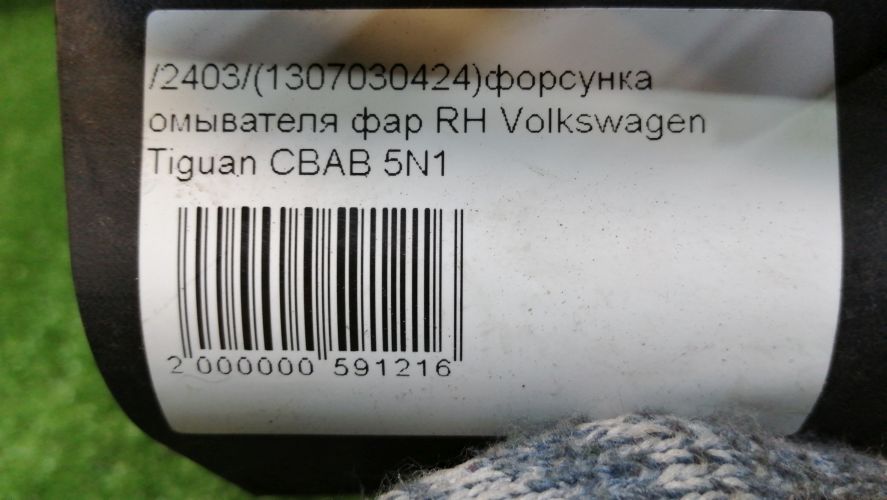 /2403/(1307030424)форсунка
омывателя фар RH Volkswagen
Tiguan CBAB 5N1
2 000000 591216